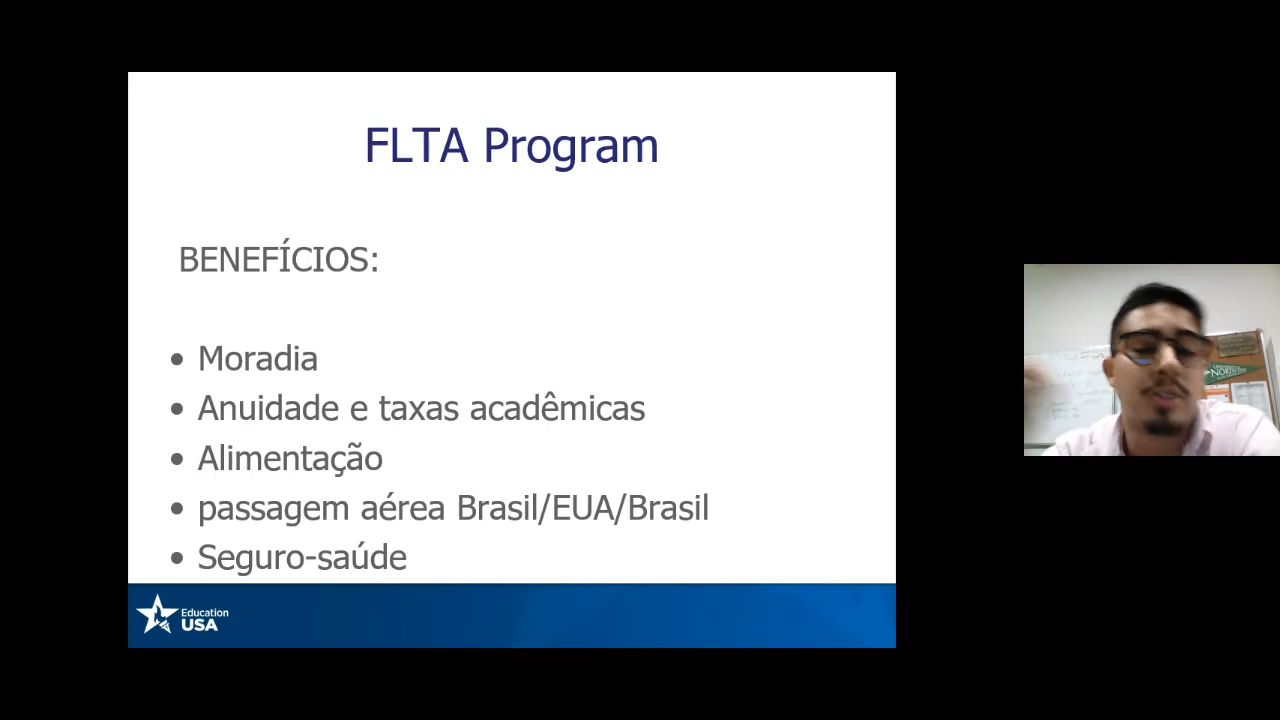 FLTA Program
BENEFÍCIOS:
• Moradia
• Anuidade e taxas acadêmicas
• Alimentação
• passagem aérea Brasil/EUA/Brasil
• Seguro-saúde
Education
USA